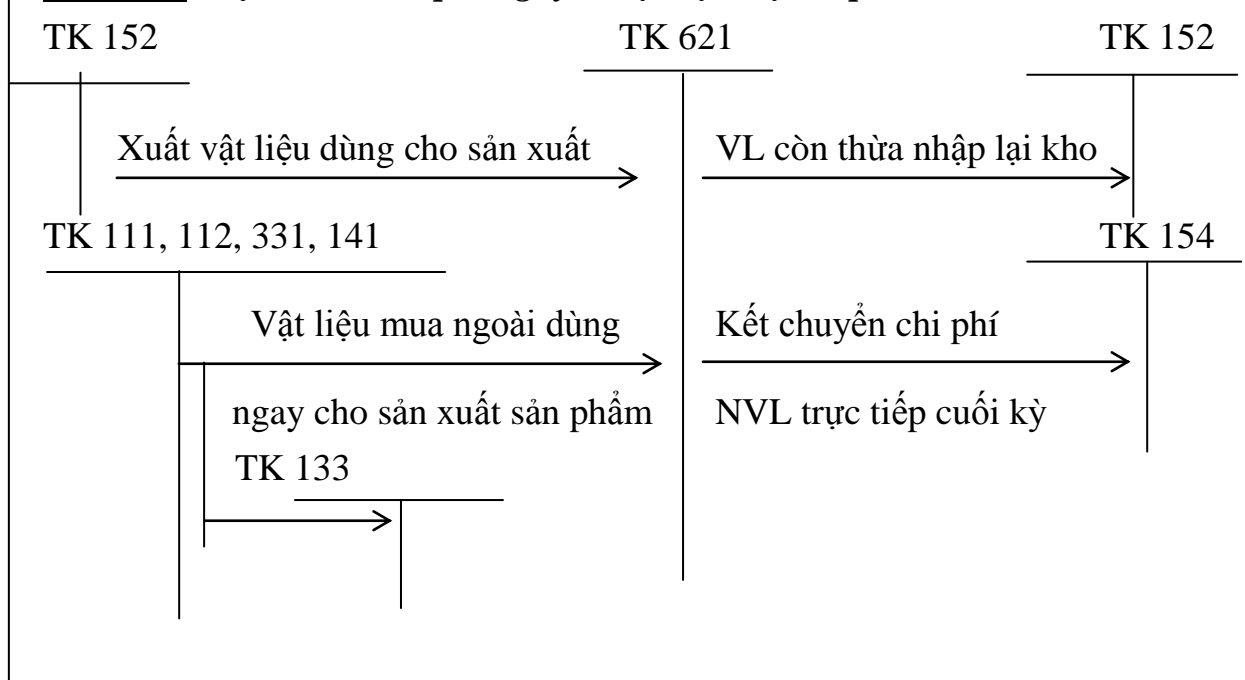 TK 152 TK 621 TK 152
Xuất vật liệu dùng cho sản xuất VL còn thừa nhập lại kho
TK 111, 112, 331, 141 TK 154
Vật liệu mua ngoài dùng Kết chuyển chi phí
ngay cho sản xuất sản phẩm NVL trực tiếp cuối kỳ
TK 133